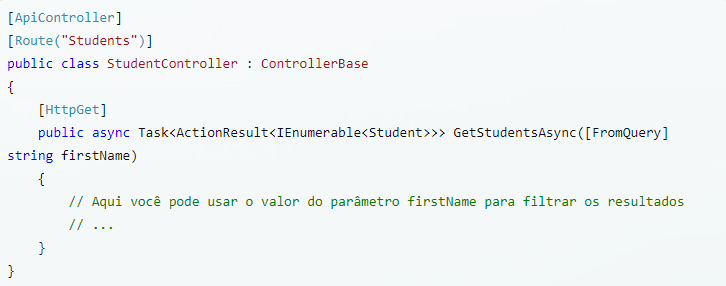 [ApiController]
[Route("Students")]
public class StudentController : ControllerBase
{
    [HttpGet]
    public async Task<ActionResult<IEnumerable<Student>>> GetStudentsAsync([FromQuery]
string firstName)
    {
        // Aqui você pode usar o valor do parâmetro firstName para filtrar os resultados
        // ...
    }
}